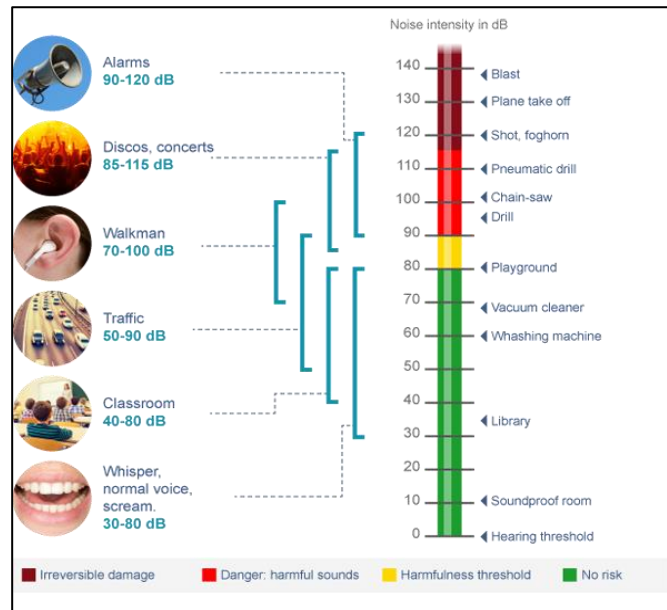 Noise intensity in dB
Alarms
90-120 dB
Discos, concerts
85-115 dB
Walkman
70-100 dB
Traffic
50-90 dB
Classroom
40-80 dB
Whisper,
normal voice,
scream.
30-80 dB
140
130
120
110
100
90
80
70
60
50
40
30
20
10
0
Blast
Plane take off
Shot, foghorn
Pneumatic drill
Chain-saw
Drill
Playground
Vacuum cleaner
Whashing machine
Library
Soundproof room
Hearing threshold
Irreversible damage
Danger: harmful sounds
Harmfulness threshold
No risk